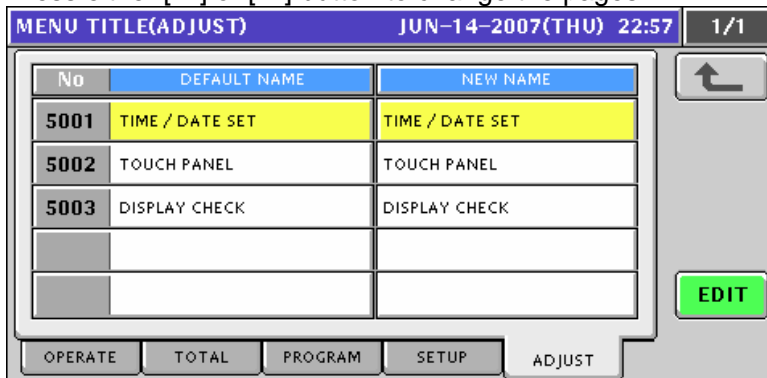 MENU TITLE(ADJUST) JUN-14-2007(THU) 22:57 1/1
No DEFAULT NAME NEW NAME
5001 TIME / DATE SET TIME / DATE SET
5002 TOUCH PANEL TOUCH PANEL
5003 DISPLAY CHECK DISPLAY CHECK
EDIT
OPERATE TOTAL PROGRAM SETUP ADJUST